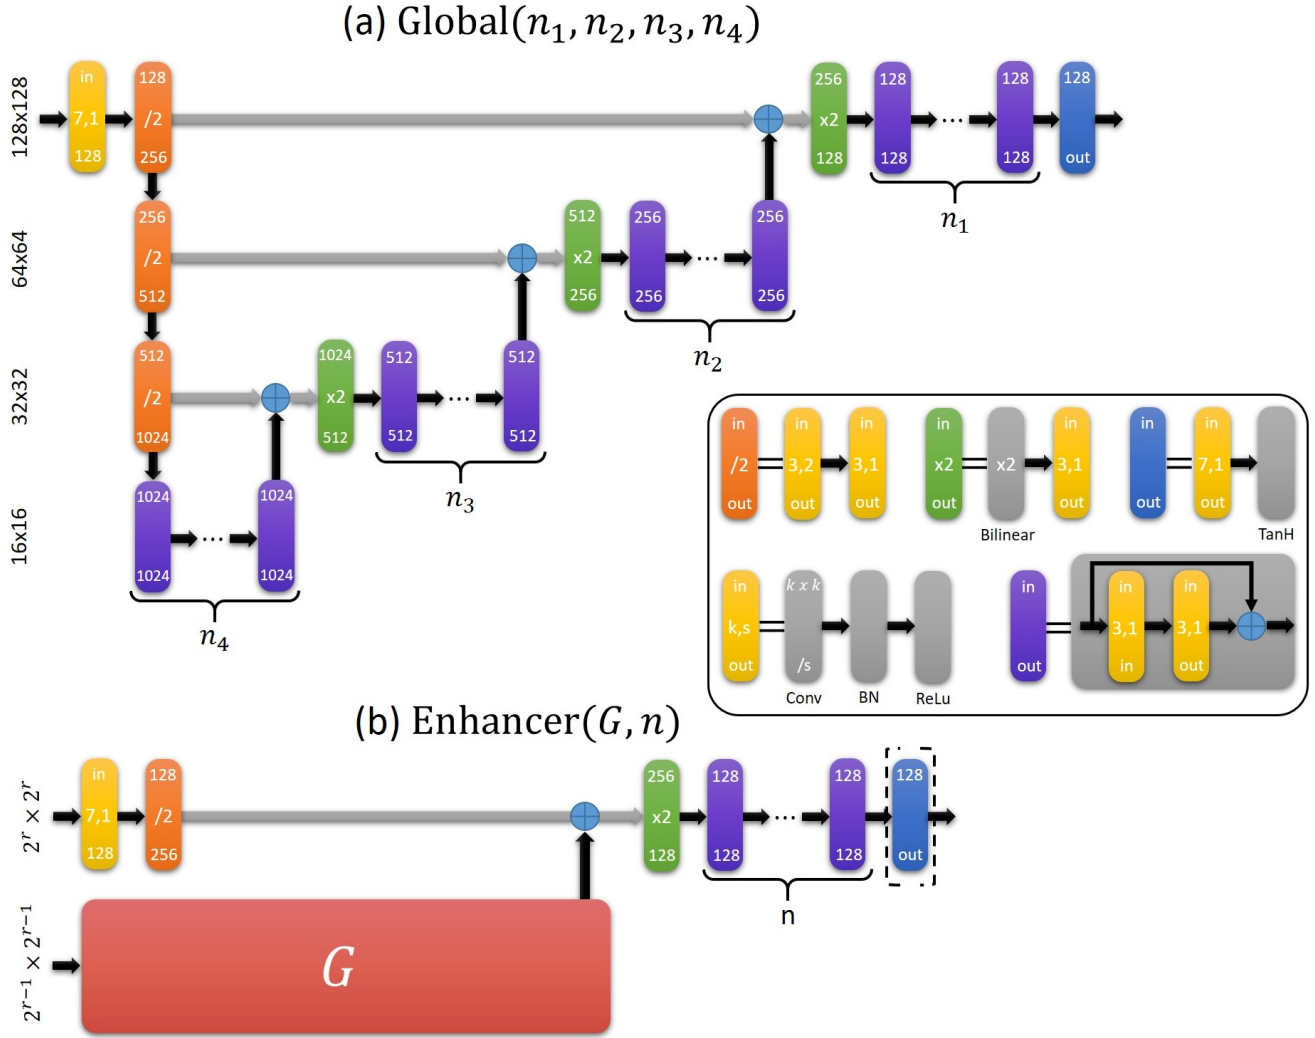 (a) Global(n₁, n₂, n₃, n₄)
128x128
in
7,1
128
128
/2
256
256
x2
128
128
128
...
128
128
128
out
n₁
64x64
256
/2
512
512
x2
256
256
256
...
256
256
n₂
32x32
512
/2
1024
1024
x2
512
512
512
...
512
512
n₃
16x16
1024
1024
...
1024
1024
n₄
in
/2
out
in
3,2
out
in
3,1
out
in
x2
out
x2
Bilinear
in
3,1
out
in
out
in
7,1
out
TanH
in
k,s
out
k x k
/s
Conv
BN
ReLu
in
out
in
3,1
in
in
3,1
out
(b) Enhancer(G, n)
2ʳ × 2ʳ
in
7,1
128
128
/2
256
256
x2
128
128
128
...
128
128
128
out
n
2ʳ⁻¹ × 2ʳ⁻¹
G